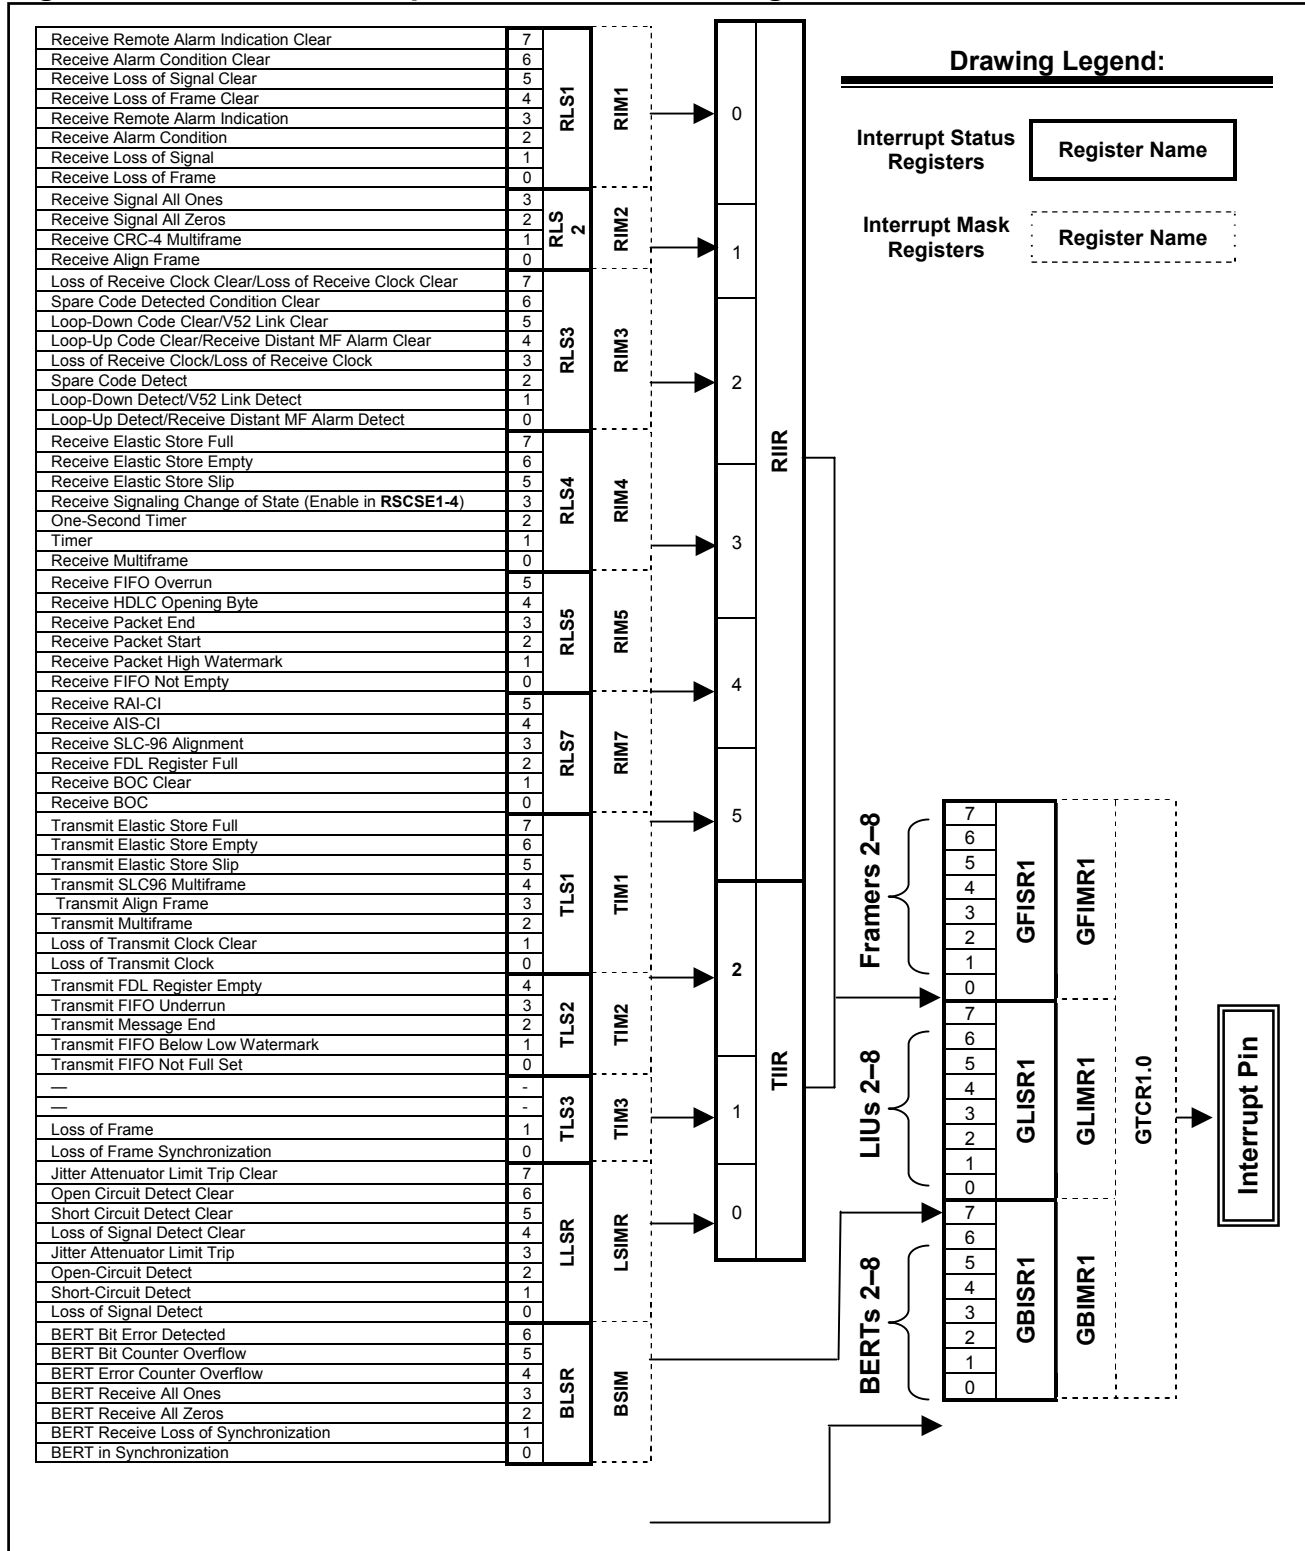 Receive Remote Alarm Indication Clear 7
Receive Alarm Condition Clear 6
Receive Loss of Signal Clear 5
Receive Loss of Frame Clear 4
Receive Remote Alarm Indication 3
Receive Alarm Condition 2
Receive Loss of Signal 1
Receive Loss of Frame 0
RLS1
RIM1
Receive Signal All Ones 3
Receive Signal All Zeros 2
Receive CRC-4 Multiframe 1
Receive Align Frame 0
RLS
2
RIM2
Loss of Receive Clock Clear/Loss of Receive Clock Clear 7
Spare Code Detected Condition Clear 6
Loop-Down Code Clear/V52 Link Clear 5
Loop-Up Code Clear/Receive Distant MF Alarm Clear 4
Loss of Receive Clock/Loss of Receive Clock 3
Spare Code Detect 2
Loop-Down Detect/V52 Link Detect 1
Loop-Up Detect/Receive Distant MF Alarm Detect 0
RLS3
RIM3
Receive Elastic Store Full 7
Receive Elastic Store Empty 6
Receive Elastic Store Slip 5
Receive Signaling Change of State (Enable in RSCSE1-4) 3
One-Second Timer 2
Timer 1
Receive Multiframe 0
RLS4
RIM4
Receive FIFO Overrun 5
Receive HDLC Opening Byte 4
Receive Packet End 3
Receive Packet Start 2
Receive Packet High Watermark 1
Receive FIFO Not Empty 0
RLS5
RIM5
Receive RAI-CI 5
Receive AIS-CI 4
Receive SLC-96 Alignment 3
Receive FDL Register Full 2
Receive BOC Clear 1
Receive BOC 0
RLS7
RIM7
Transmit Elastic Store Full 7
Transmit Elastic Store Empty 6
Transmit Elastic Store Slip 5
Transmit SLC96 Multiframe 4
Transmit Align Frame 3
Transmit Multiframe 2
Loss of Transmit Clock Clear 1
Loss of Transmit Clock 0
TLS1
TIM1
Transmit FDL Register Empty 4
Transmit FIFO Underrun 3
Transmit Message End 2
Transmit FIFO Below Low Watermark 1
Transmit FIFO Not Full Set 0
TLS2
TIM2
— -
— -
Loss of Frame 1
Loss of Frame Synchronization 0
TLS3
TIM3
Jitter Attenuator Limit Trip Clear 7
Open Circuit Detect Clear 6
Short Circuit Detect Clear 5
Loss of Signal Detect Clear 4
Jitter Attenuator Limit Trip 3
Open-Circuit Detect 2
Short-Circuit Detect 1
Loss of Signal Detect 0
LLSR
LSIMR
BERT Bit Error Detected 6
BERT Bit Counter Overflow 5
BERT Error Counter Overflow 4
BERT Receive All Ones 3
BERT Receive All Zeros 2
BERT Receive Loss of Synchronization 1
BERT in Synchronization 0
BLSR
BSIM
0
1
2
3
4
5
RIIR
2
1
0
TIIR
Drawing Legend:
Interrupt Status
Registers
Register Name
Interrupt Mask
Registers
Register Name
Framers 2–8
7
6
5
4
3
2
1
0
GFISR1
GFIMR1
LIUs 2–8
7
6
5
4
3
2
1
0
GLISR1
GLIMR1
BERTs 2–8
7
6
5
4
3
2
1
0
GBISR1
GBIMR1
GTCR1.0
Interrupt Pin